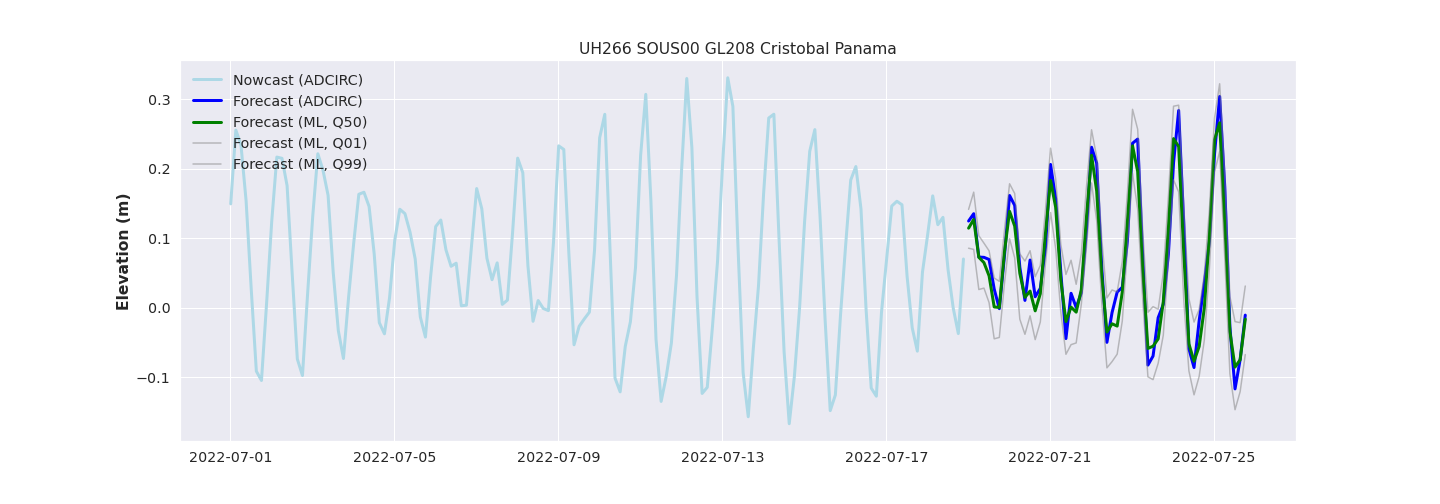 UH266 SOUS00 GL208 Cristobal Panama
Nowcast (ADCIRC)
Forecast (ADCIRC)
Forecast (ML, Q50)
Forecast (ML, Q01)
Forecast (ML, Q99)
Elevation (m)
0.3
0.2
0.1
0.0
−0.1
2022-07-01 2022-07-05 2022-07-09 2022-07-13 2022-07-17 2022-07-21 2022-07-25